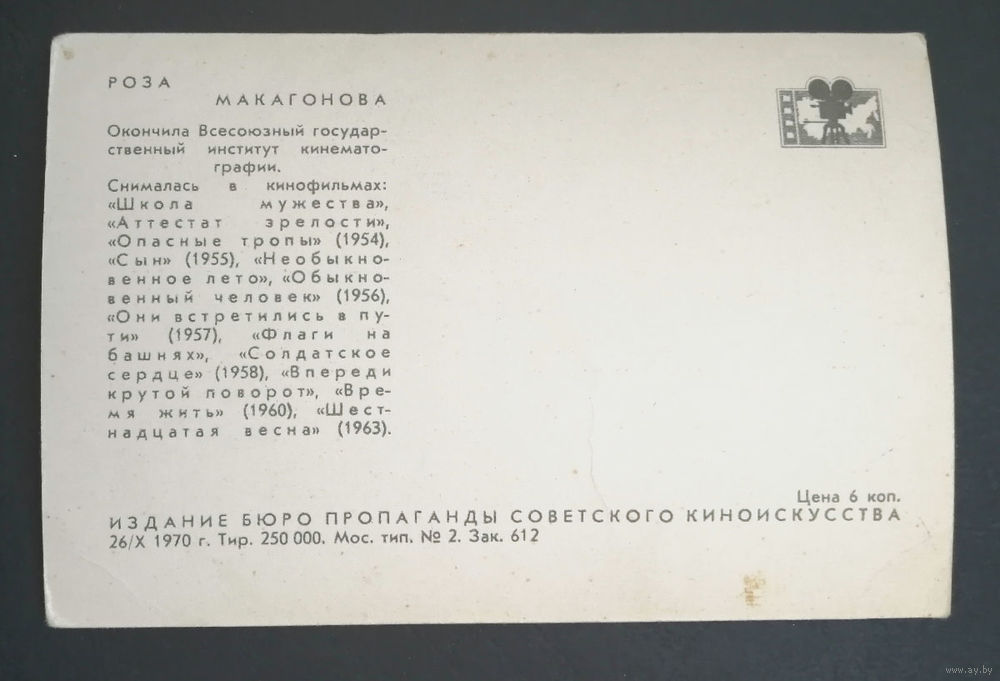 РОЗА
МАКАГОНОВА
Окончила Всесоюзный государ-
ственный институт кинемато-
графии.
Снималась в кинофильмах:
«Школа мужества»,
«Аттестат зрелости»,
«Опасные тропы» (1954),
«Сын» (1955), «Необыкно-
венное лето», «Обыкно-
венный человек» (1956),
«Они встретились в пу-
ти» (1957), «Флаги на
башнях», «Солдатское
сердце» (1958), «Впереди
крутой поворот», «Вре-
мя жить» (1960), «Шест-
надцатая весна» (1963).
Цена 6 коп.
ИЗДАНИЕ БЮРО ПРОПАГАНДЫ СОВЕТСКОГО КИНОИСКУССТВА
26/X 1970 г. Тир. 250 000. Мос. тип. № 2. Зак. 612
www.ay.by